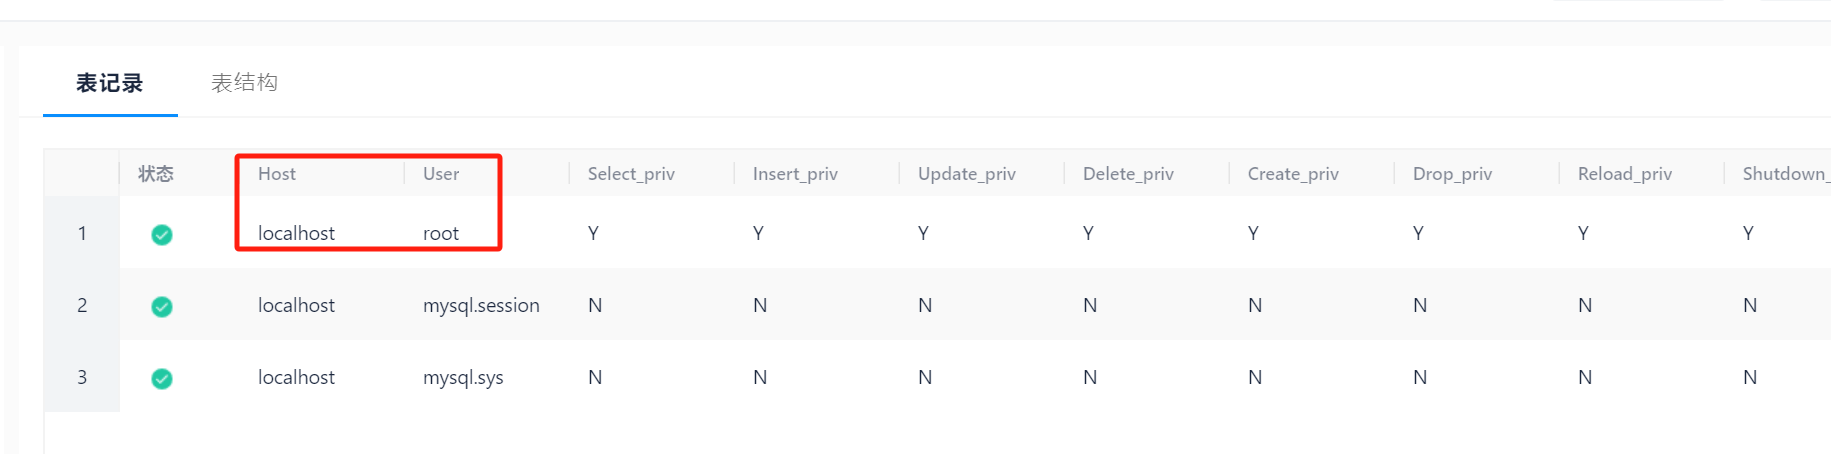 表记录 表结构
状态 Host User Select_priv Insert_priv Update_priv Delete_priv Create_priv Drop_priv Reload_priv Shutdown_
1 localhost root Y Y Y Y Y Y Y Y
2 localhost mysql.session N N N N N N N N
3 localhost mysql.sys N N N N N N N N